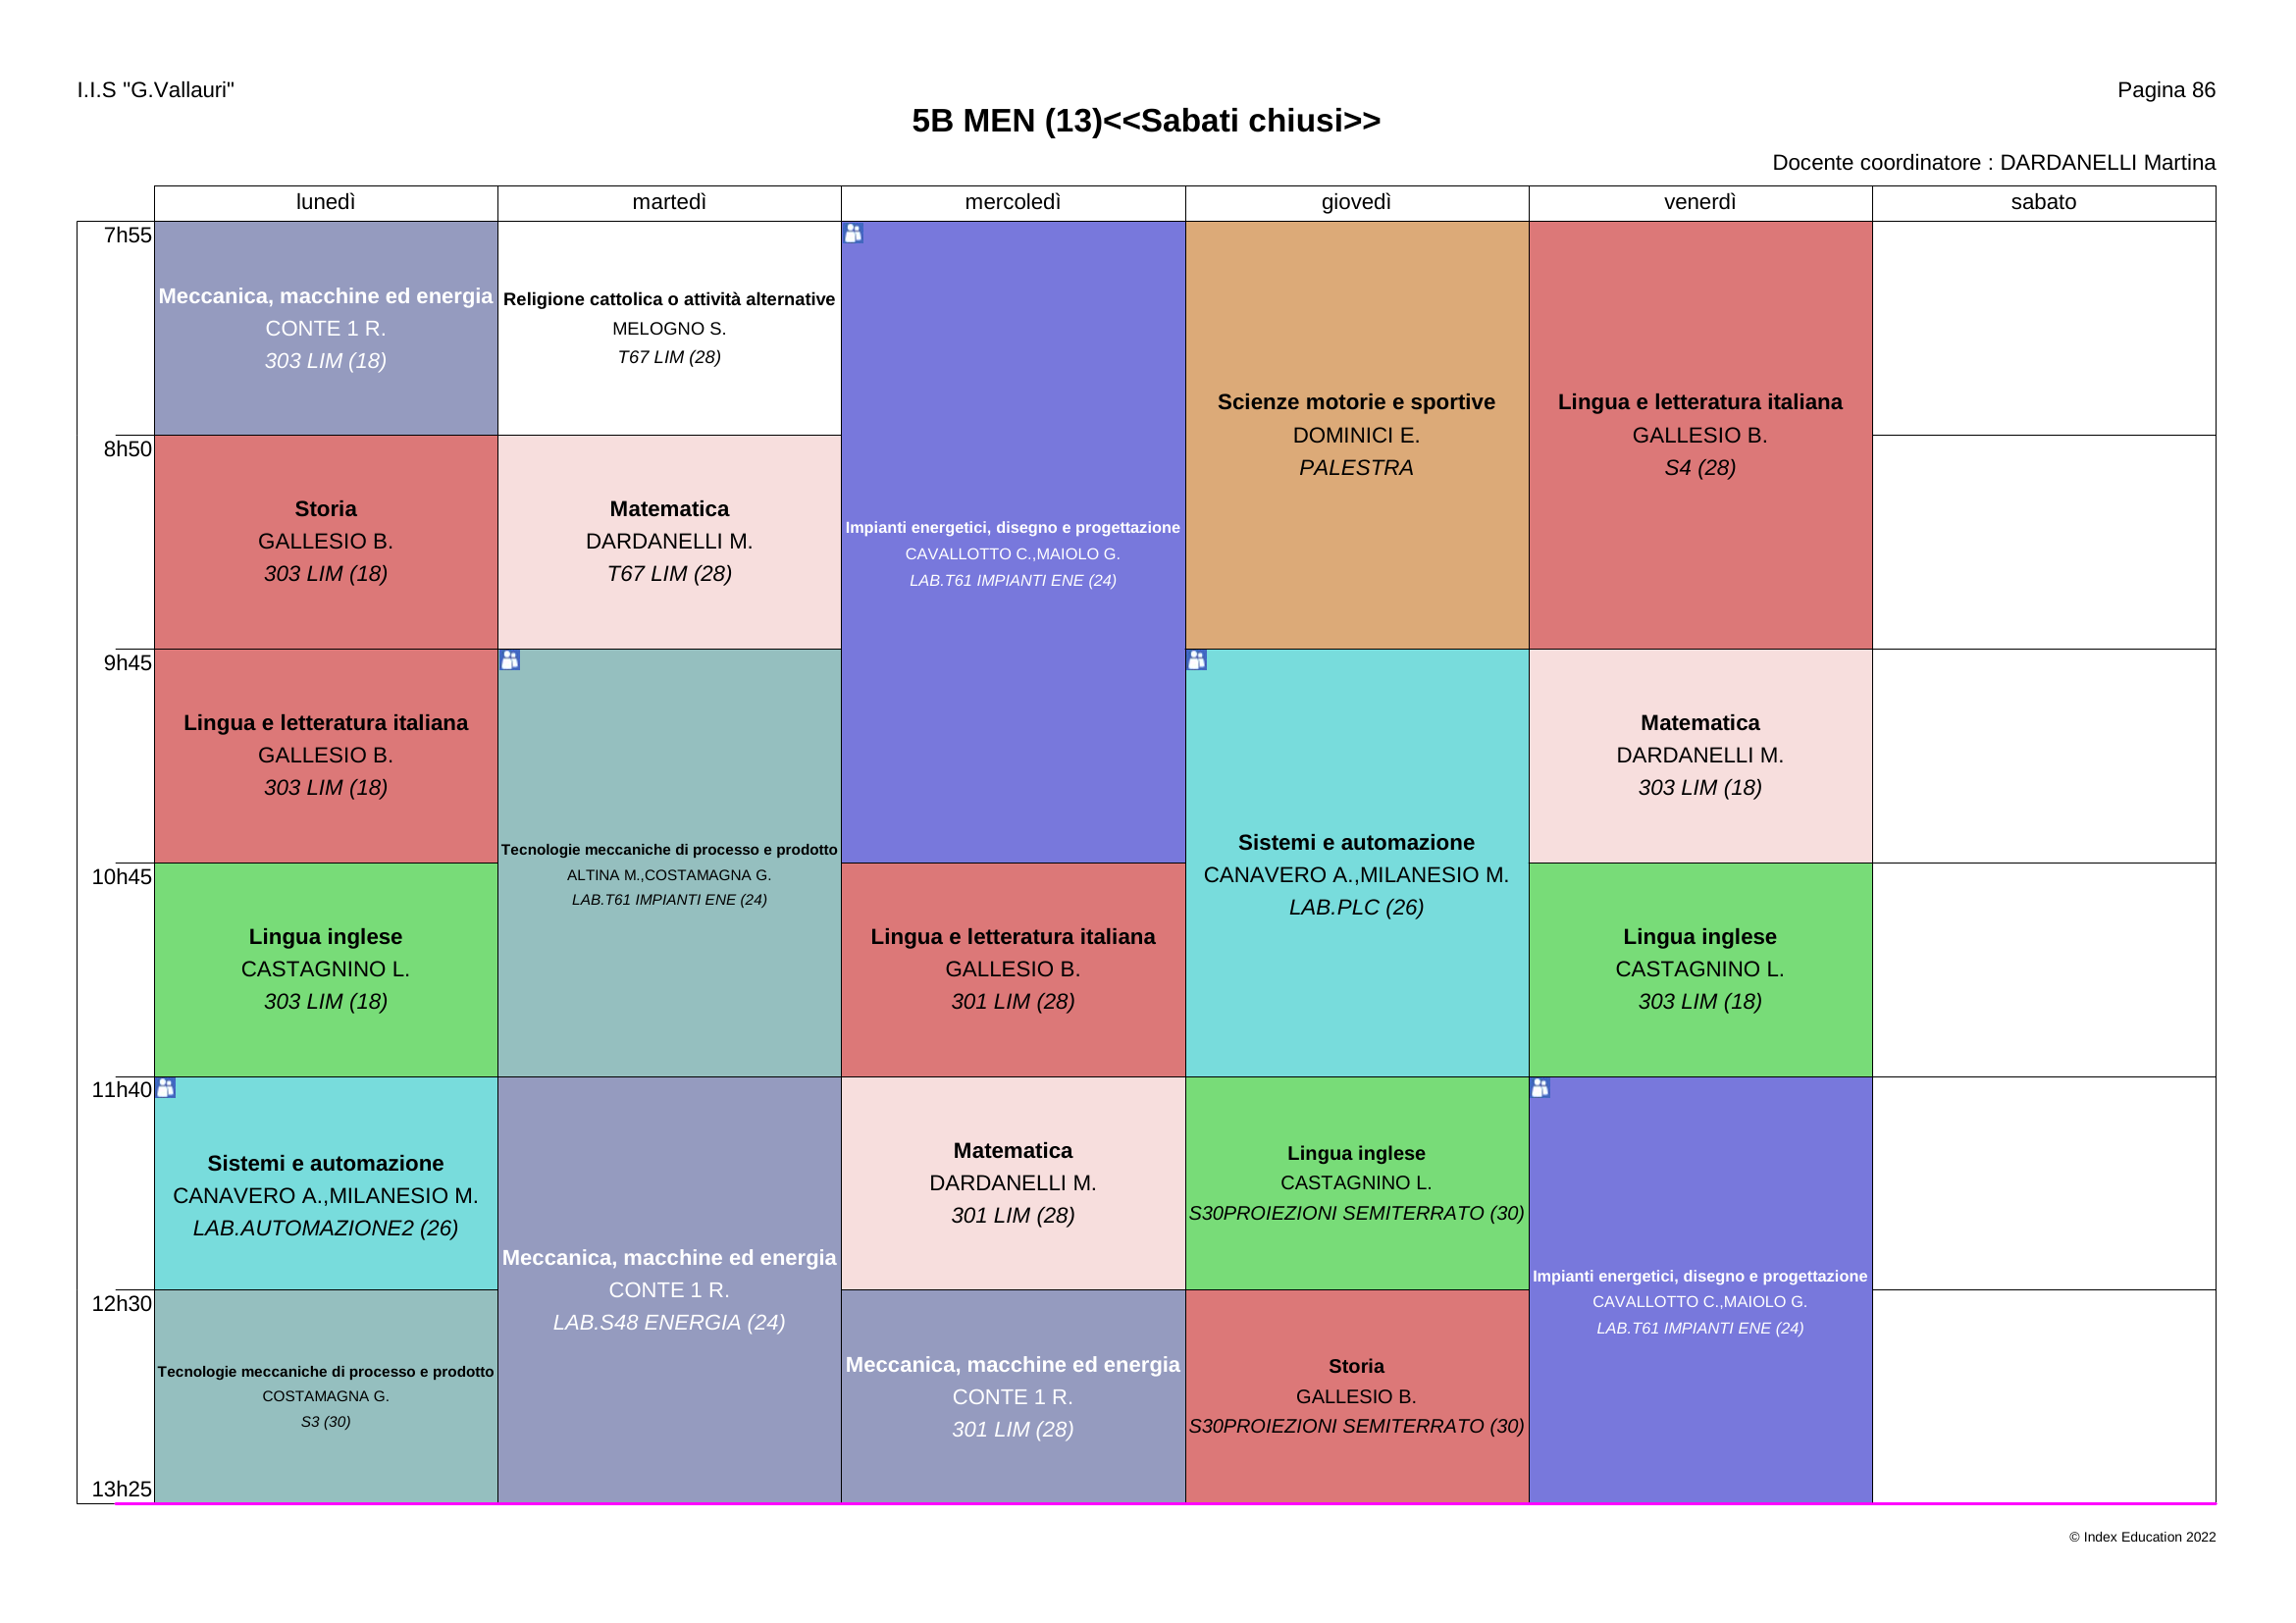 I.I.S "G.Vallauri"
Pagina 86
5B MEN (13)<<Sabati chiusi>>
Docente coordinatore : DARDANELLI Martina
lunedì
martedì
mercoledì
giovedì
venerdì
sabato
7h55
8h50
9h45
10h45
11h40
12h30
13h25
Meccanica, macchine ed energia
CONTE 1 R.
303 LIM (18)
Storia
GALLESIO B.
303 LIM (18)
Lingua e letteratura italiana
GALLESIO B.
303 LIM (18)
Lingua inglese
CASTAGNINO L.
303 LIM (18)
Sistemi e automazione
CANAVERO A.,MILANESIO M.
LAB.AUTOMAZIONE2 (26)
Tecnologie meccaniche di processo e prodotto
COSTAMAGNA G.
S3 (30)
Religione cattolica o attività alternative
MELOGNO S.
T67 LIM (28)
Matematica
DARDANELLI M.
T67 LIM (28)
Tecnologie meccaniche di processo e prodotto
ALTINA M.,COSTAMAGNA G.
LAB.T61 IMPIANTI ENE (24)
Meccanica, macchine ed energia
CONTE 1 R.
LAB.S48 ENERGIA (24)
Impianti energetici, disegno e progettazione
CAVALLOTTO C.,MAIOLO G.
LAB.T61 IMPIANTI ENE (24)
Lingua e letteratura italiana
GALLESIO B.
301 LIM (28)
Matematica
DARDANELLI M.
301 LIM (28)
Meccanica, macchine ed energia
CONTE 1 R.
301 LIM (28)
Scienze motorie e sportive
DOMINICI E.
PALESTRA
Sistemi e automazione
CANAVERO A.,MILANESIO M.
LAB.PLC (26)
Lingua inglese
CASTAGNINO L.
S30PROIEZIONI SEMITERRATO (30)
Storia
GALLESIO B.
S30PROIEZIONI SEMITERRATO (30)
Lingua e letteratura italiana
GALLESIO B.
S4 (28)
Matematica
DARDANELLI M.
303 LIM (18)
Lingua inglese
CASTAGNINO L.
303 LIM (18)
Impianti energetici, disegno e progettazione
CAVALLOTTO C.,MAIOLO G.
LAB.T61 IMPIANTI ENE (24)
© Index Education 2022